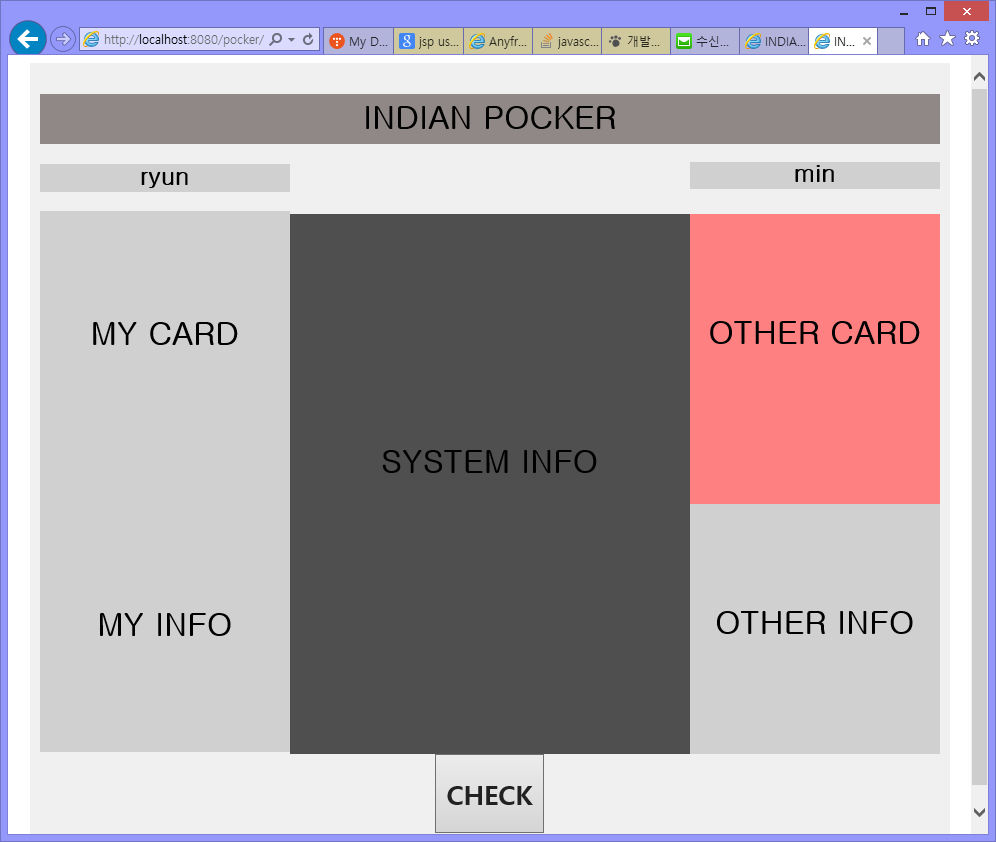 http://localhost:8080/pocker/
My D...
jsp us...
Anyfr...
javasc...
개발...
수신...
INDIA...
IN...
INDIAN POCKER
ryun
min
MY CARD
OTHER CARD
SYSTEM INFO
MY INFO
OTHER INFO
CHECK